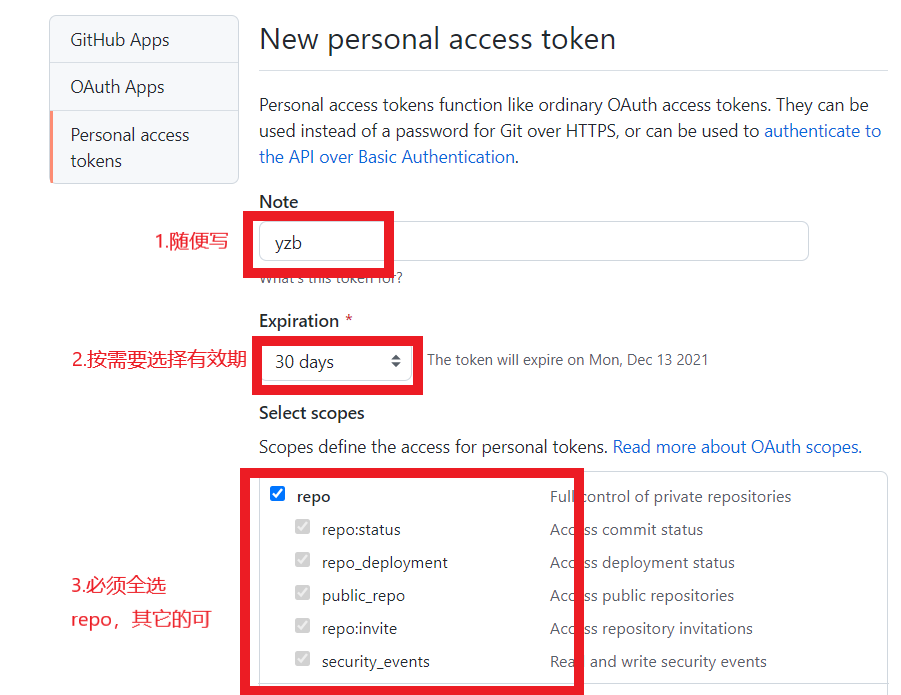 GitHub Apps
OAuth Apps
Personal access
tokens
New personal access token
Personal access tokens function like ordinary OAuth access tokens. They can be
used instead of a password for Git over HTTPS, or can be used to authenticate to
the API over Basic Authentication.
Note
1.随便写
yzb
What's this token for?
Expiration *
2.按需要选择有效期
30 days
The token will expire on Mon, Dec 13 2021
Select scopes
Scopes define the access for personal tokens. Read more about OAuth scopes.
repo Full control of private repositories
repo:status Access commit status
repo_deployment Access deployment status
3.必须全选
repo，其它的可
public_repo Access public repositories
repo:invite Access repository invitations
security_events Read and write security events